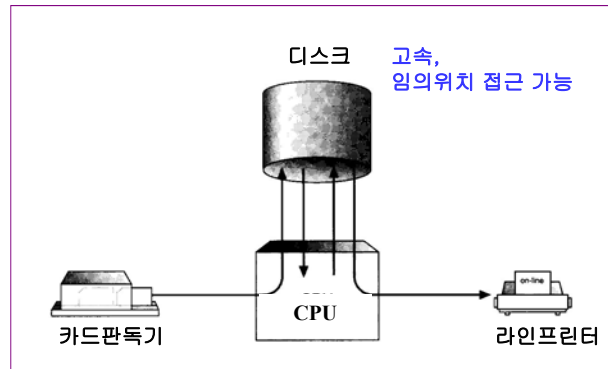 디스크
고속,
임의위치 접근 가능
on-line
CPU
카드판독기
라인프린터